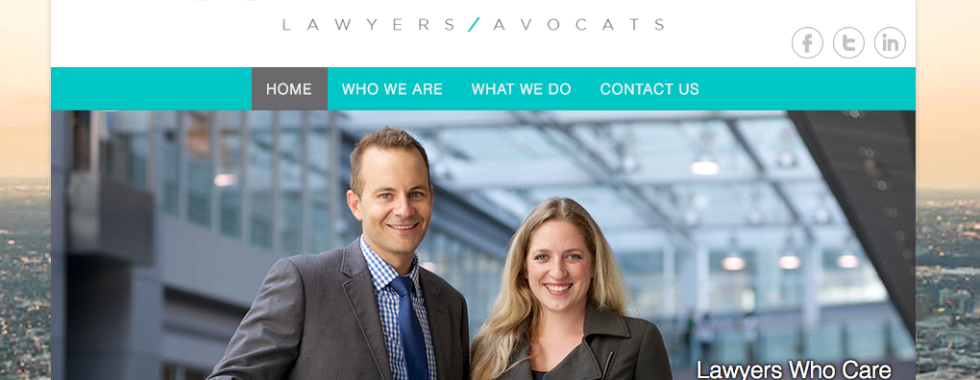 LAWYERS/AVOCATS
f t in
HOME WHO WE ARE WHAT WE DO CONTACT US
Lawyers Who Care